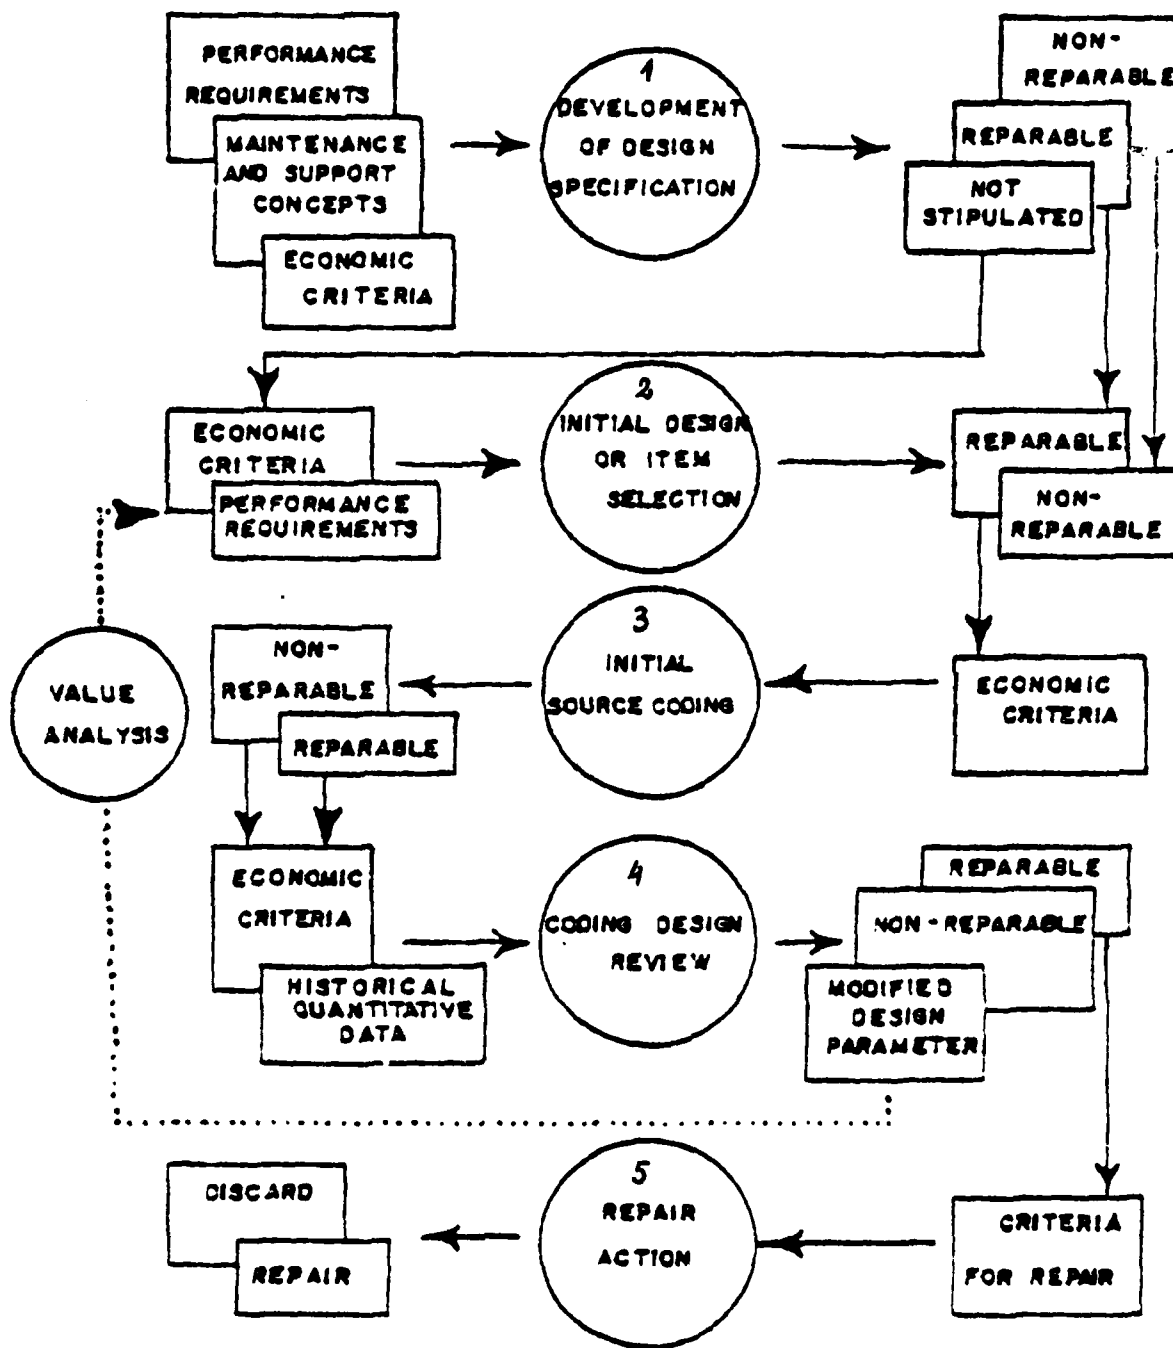 PERFORMANCE
REQUIREMENTS
MAINTENANCE
AND SUPPORT
CONCEPTS
ECONOMIC
CRITERIA
1
DEVELOPMENT
OF DESIGN
SPECIFICATION
NON-
REPARABLE
REPARABLE
NOT
STIPULATED
ECONOMIC
CRITERIA
PERFORMANCE
REQUIREMENTS
2
INITIAL DESIGN
OR ITEM
SELECTION
REPARABLE
NON-
REPARABLE
VALUE
ANALYSIS
NON-
REPARABLE
REPARABLE
3
INITIAL
SOURCE CODING
ECONOMIC
CRITERIA
ECONOMIC
CRITERIA
HISTORICAL
QUANTITATIVE
DATA
4
CODING DESIGN
REVIEW
REPARABLE
NON-REPARABLE
MODIFIED
DESIGN
PARAMETER
DISCARD
REPAIR
5
REPAIR
ACTION
CRITERIA
FOR REPAIR